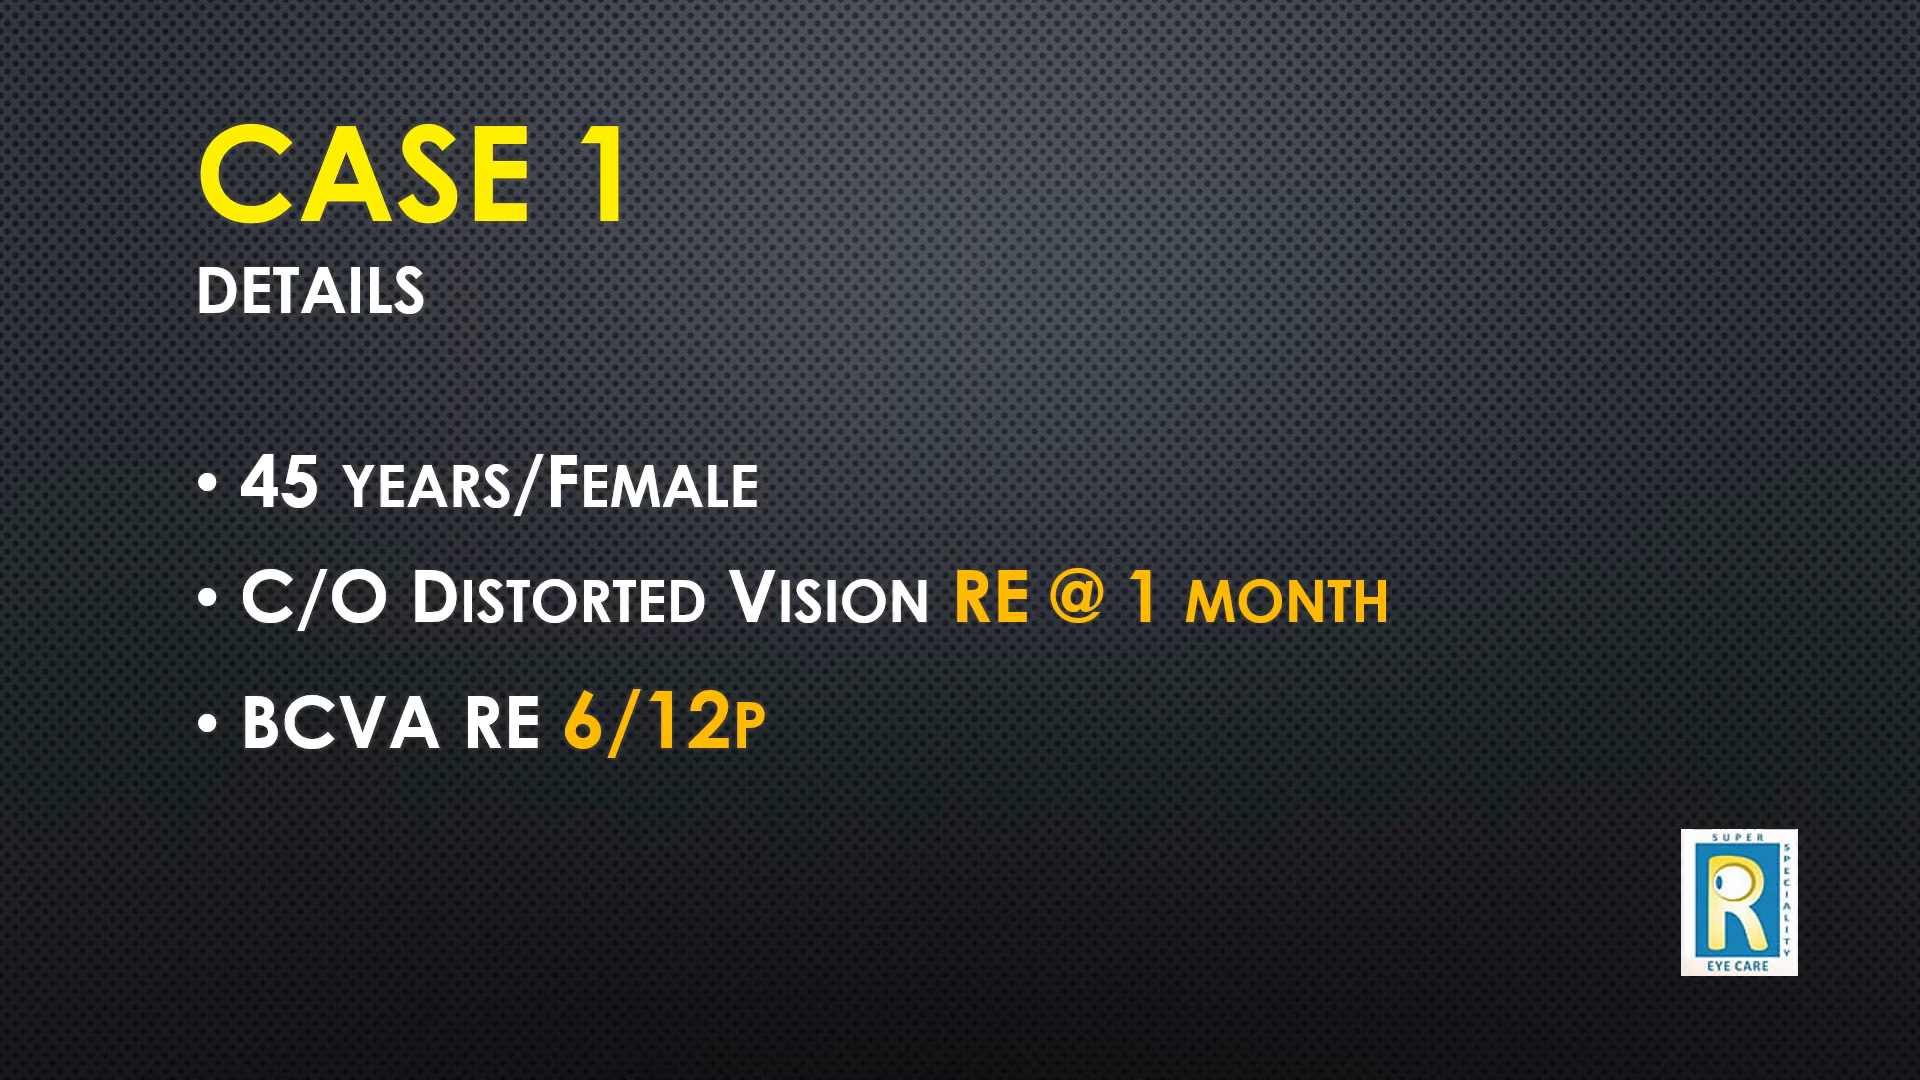 CASE 1
DETAILS
• 45 YEARS/FEMALE
• C/O DISTORTED VISION RE @ 1 MONTH
• BCVA RE 6/12P
SUPER
SPECIALITY
R
EYE CARE